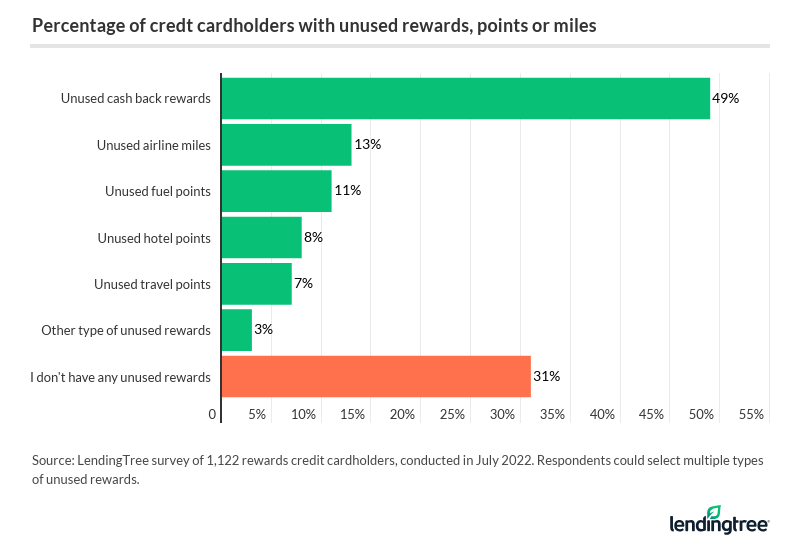 Percentage of credt cardholders with unused rewards, points or miles
Unused cash back rewards 49%
Unused airline miles 13%
Unused fuel points 11%
Unused hotel points 8%
Unused travel points 7%
Other type of unused rewards 3%
I don't have any unused rewards 31%
0 5% 10% 15% 20% 25% 30% 35% 40% 45% 50% 55%
Source: LendingTree survey of 1,122 rewards credit cardholders, conducted in July 2022. Respondents could select multiple types
of unused rewards.
lendingtree